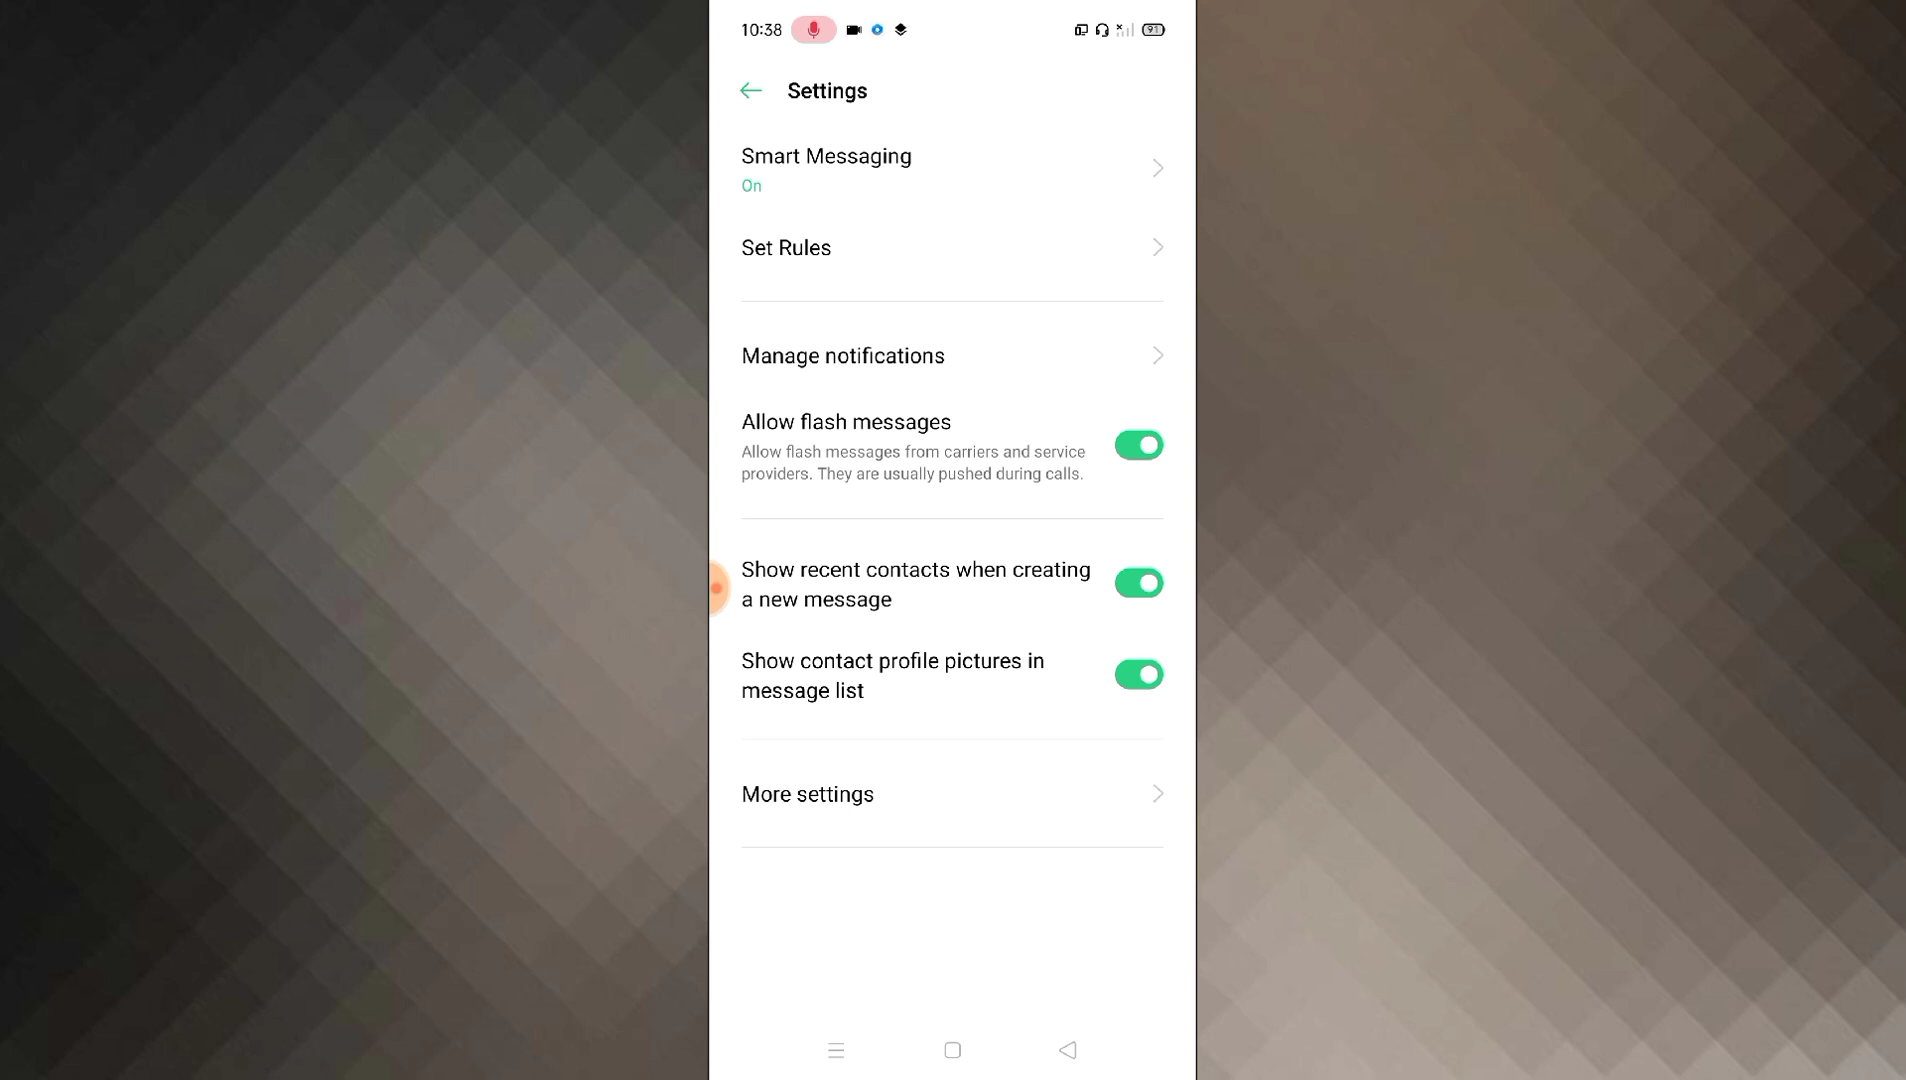 10:38
91
Settings
Smart Messaging
On
Set Rules
Manage notifications
Allow flash messages
Allow flash messages from carriers and service
providers. They are usually pushed during calls.
Show recent contacts when creating
a new message
Show contact profile pictures in
message list
More settings